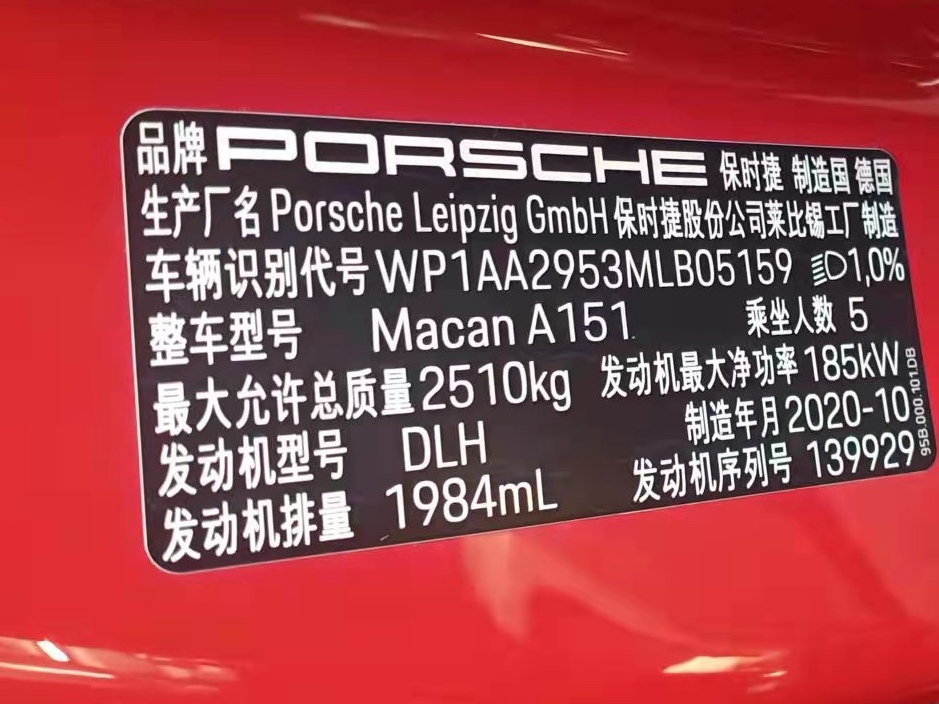 品牌 PORSCHE 保时捷 制造国 德国
生产厂名 Porsche Leipzig GmbH 保时捷股份公司莱比锡工厂制造
车辆识别代号 WP1AA2953MLB05159 1,0%
整车型号 Macan A151 乘坐人数 5
最大允许总质量 2510kg 发动机最大净功率 185kW
发动机型号 DLH 制造年月 2020-10
发动机排量 1984mL 发动机序列号 139929
95B.000.101.DB